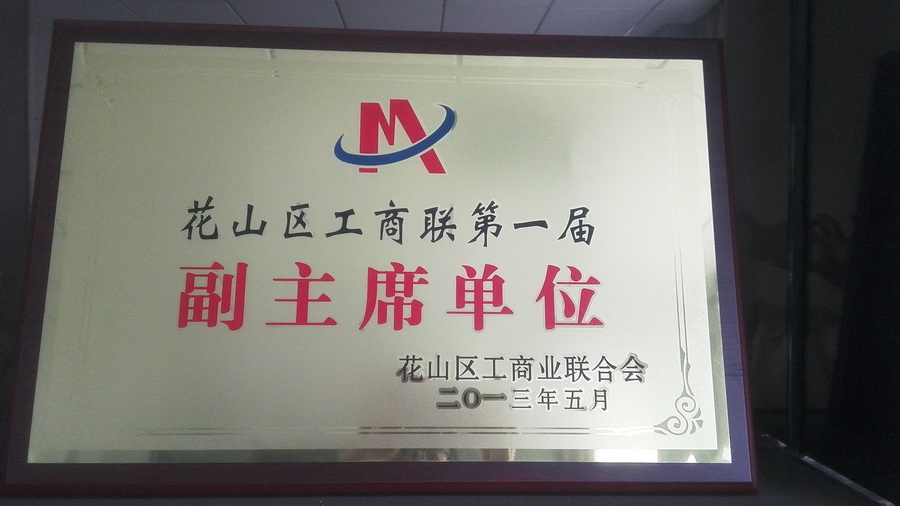 花山区工商联第一届
副主席单位
花山区工商业联合会
二〇一三年五月